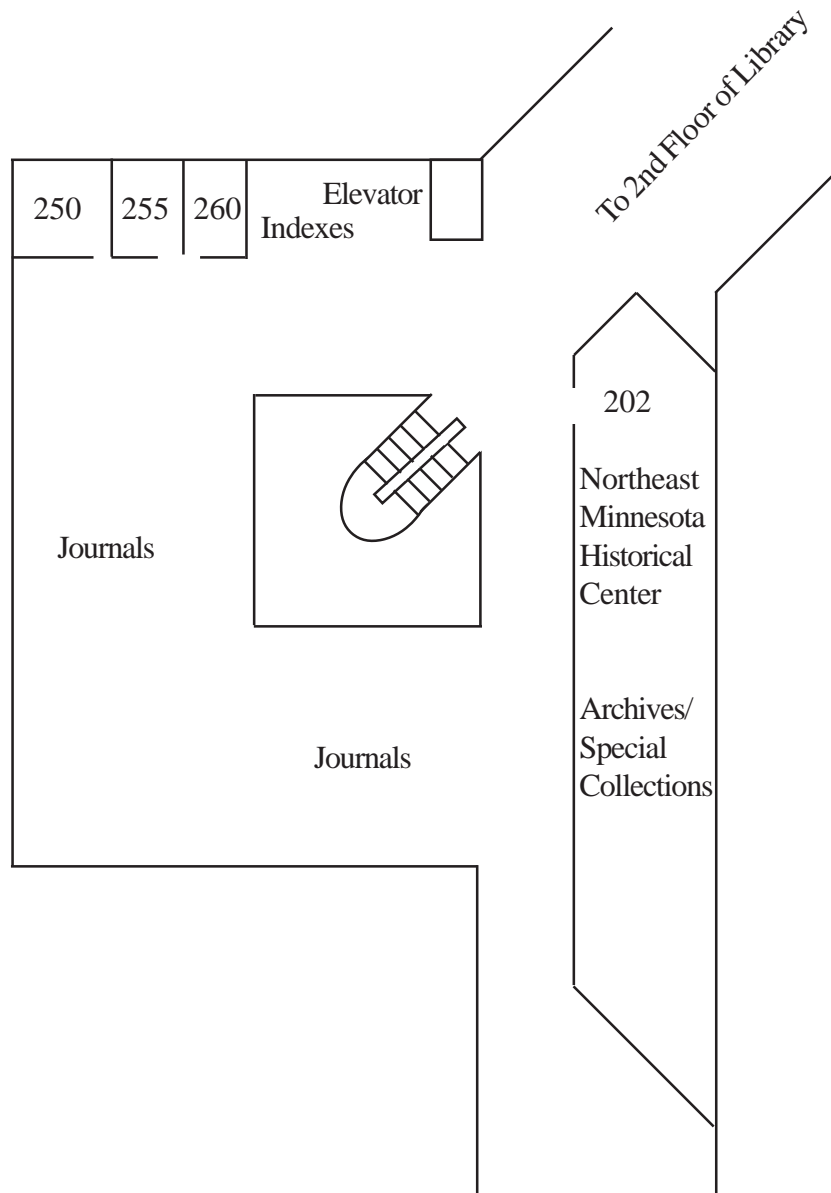 To 2nd Floor of Library
250
255
260
Elevator
Indexes
202
Northeast
Minnesota
Historical
Center
Journals
Archives/
Special
Collections
Journals